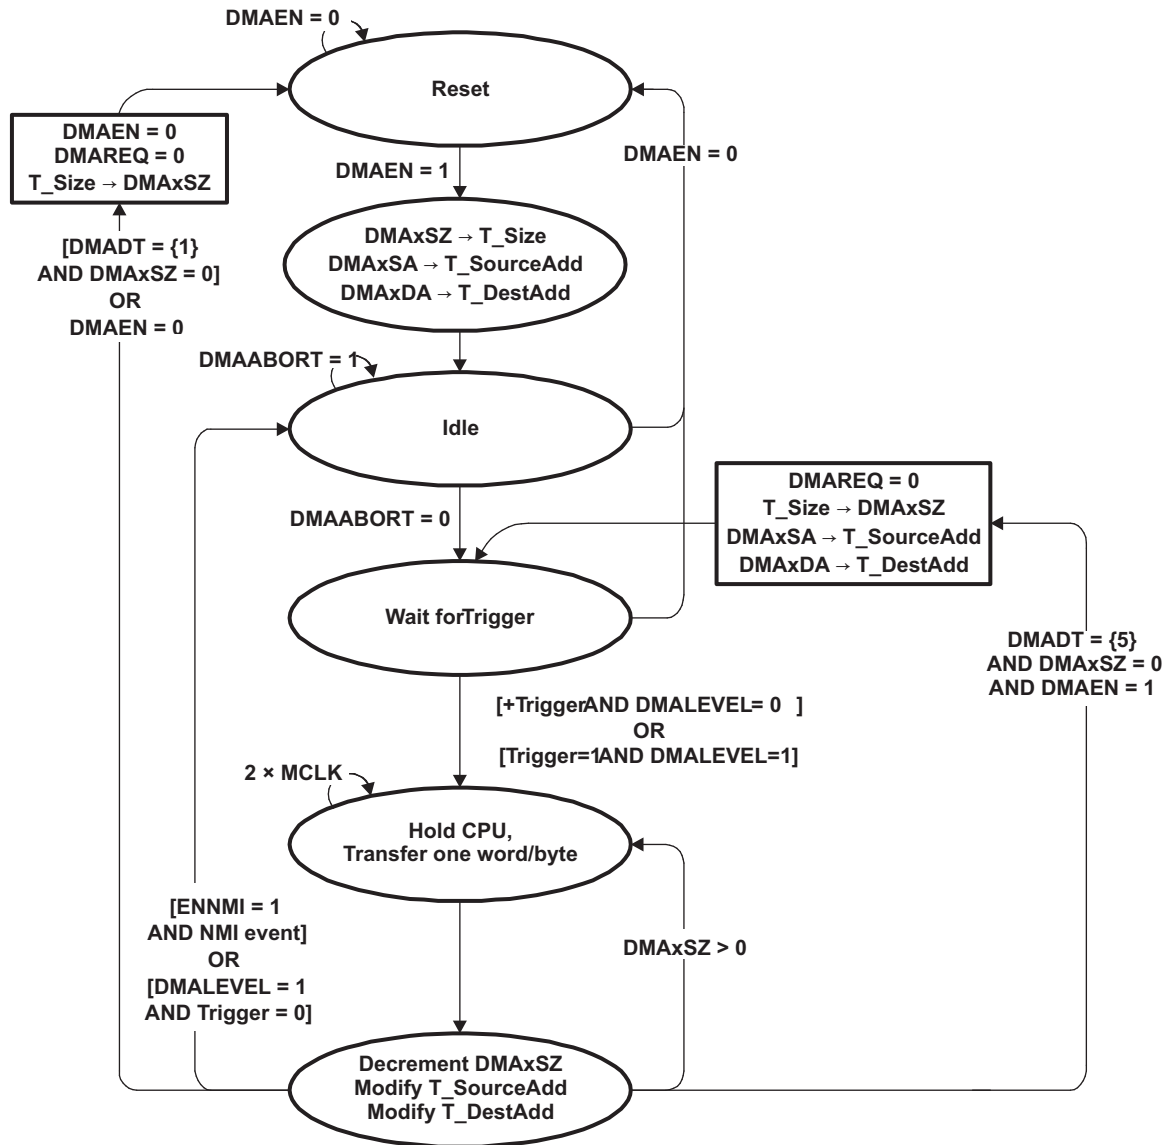 DMAEN = 0
Reset
DMAEN = 0
DMAREQ = 0
T_Size → DMAxSZ
DMAEN = 1
DMAEN = 0
[DMADT = {1}
AND DMAxSZ = 0]
OR
DMAEN = 0
DMAxSZ → T_Size
DMAxSA → T_SourceAdd
DMAxDA → T_DestAdd
DMAABORT = 1
Idle
DMAABORT = 0
DMAREQ = 0
T_Size → DMAxSZ
DMAxSA → T_SourceAdd
DMAxDA → T_DestAdd
Wait forTrigger
DMADT = {5}
AND DMAxSZ = 0
AND DMAEN = 1
[+TriggerAND DMALEVEL= 0 ]
OR
[Trigger=1AND DMALEVEL=1]
2 × MCLK
Hold CPU,
Transfer one word/byte
[ENNMI = 1
AND NMI event]
OR
[DMALEVEL = 1
AND Trigger = 0]
DMAxSZ > 0
Decrement DMAxSZ
Modify T_SourceAdd
Modify T_DestAdd